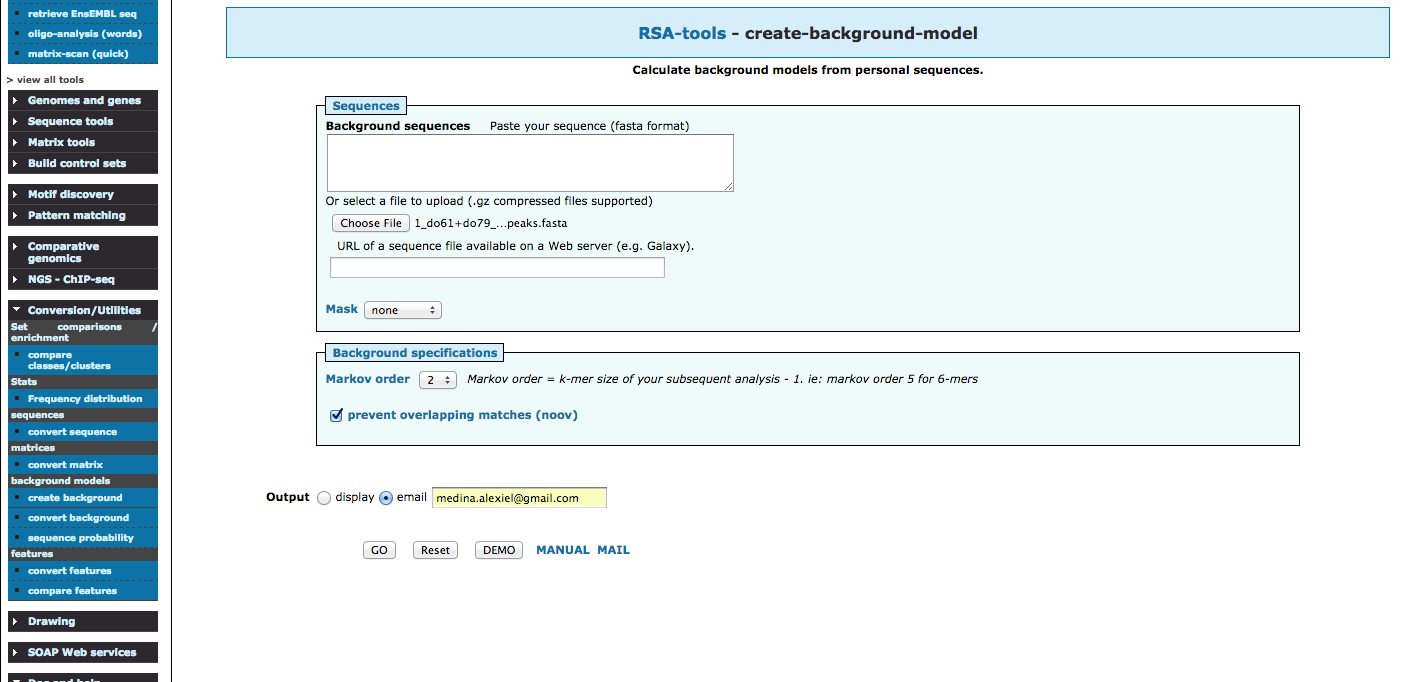 retrieve EnsEMBL seq
oligo-analysis (words)
matrix-scan (quick)
> view all tools
Genomes and genes
Sequence tools
Matrix tools
Build control sets
Motif discovery
Pattern matching
Comparative
genomics
NGS - ChIP-seq
Conversion/Utilities
Set comparisons /
enrichment
compare
classes/clusters
Stats
Frequency distribution
sequences
convert sequence
matrices
convert matrix
background models
create background
convert background
sequence probability
features
convert features
compare features
Drawing
SOAP Web services
RSA-tools - create-background-model
Calculate background models from personal sequences.
Sequences
Background sequences Paste your sequence (fasta format)
Or select a file to upload (.gz compressed files supported)
Choose File 1_do61+do79_...peaks.fasta
URL of a sequence file available on a Web server (e.g. Galaxy).
Mask none
Background specifications
Markov order 2 Markov order = k-mer size of your subsequent analysis - 1. ie: markov order 5 for 6-mers
prevent overlapping matches (noov)
Output display email medina.alexiel@gmail.com
GO Reset DEMO MANUAL MAIL